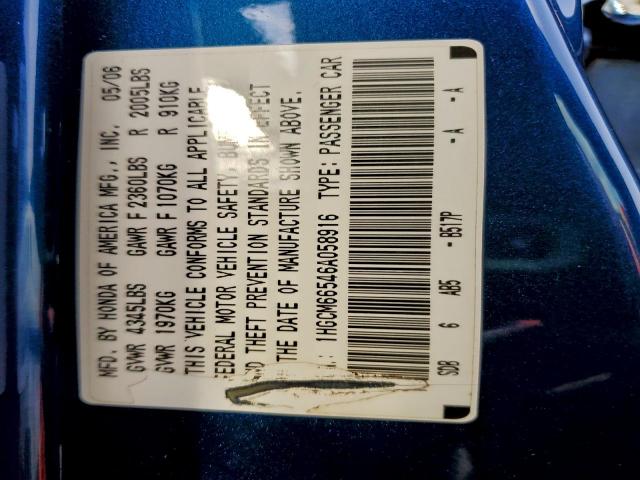 MFD. BY HONDA OF AMERICA MFG., INC. 05/06
GVWR 4345LBS GAWR F 2360LBS R 2005LBS
GVWR 1970KG GAWR F 1070KG R 910KG
THIS VEHICLE CONFORMS TO ALL APPLICABLE
FEDERAL MOTOR VEHICLE SAFETY,
THEFT PREVENTION STANDARDS IN EFFECT
THE DATE OF MANUFACTURE SHOWN ABOVE.
1HGCM66546A058916 TYPE: PASSENGER CAR
SDB 6 AB5 -B517P -A -A